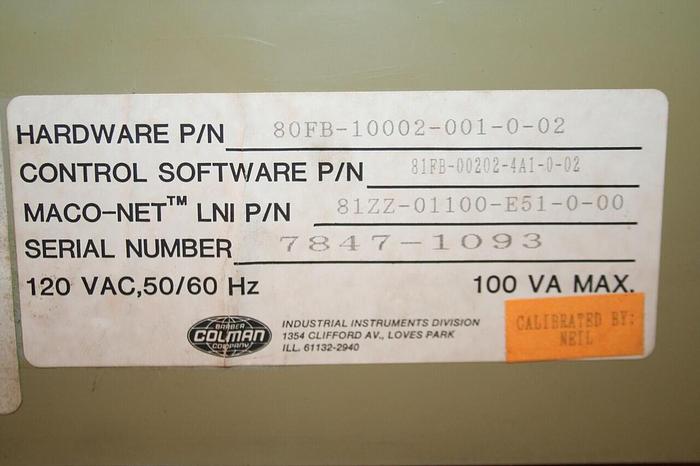 HARDWARE P/N 80FB-10002-001-0-02
CONTROL SOFTWARE P/N 81FB-00202-4A1-0-02
MACO-NET™ LNI P/N 81ZZ-01100-E51-0-00
SERIAL NUMBER 7847-1093
120 VAC,50/60 Hz 100 VA MAX.
BARBER
COLMAN
COMPANY
INDUSTRIAL INSTRUMENTS DIVISION
1354 CLIFFORD AV., LOVES PARK
ILL. 61132-2940
CALIBRATED BY:
NEIL